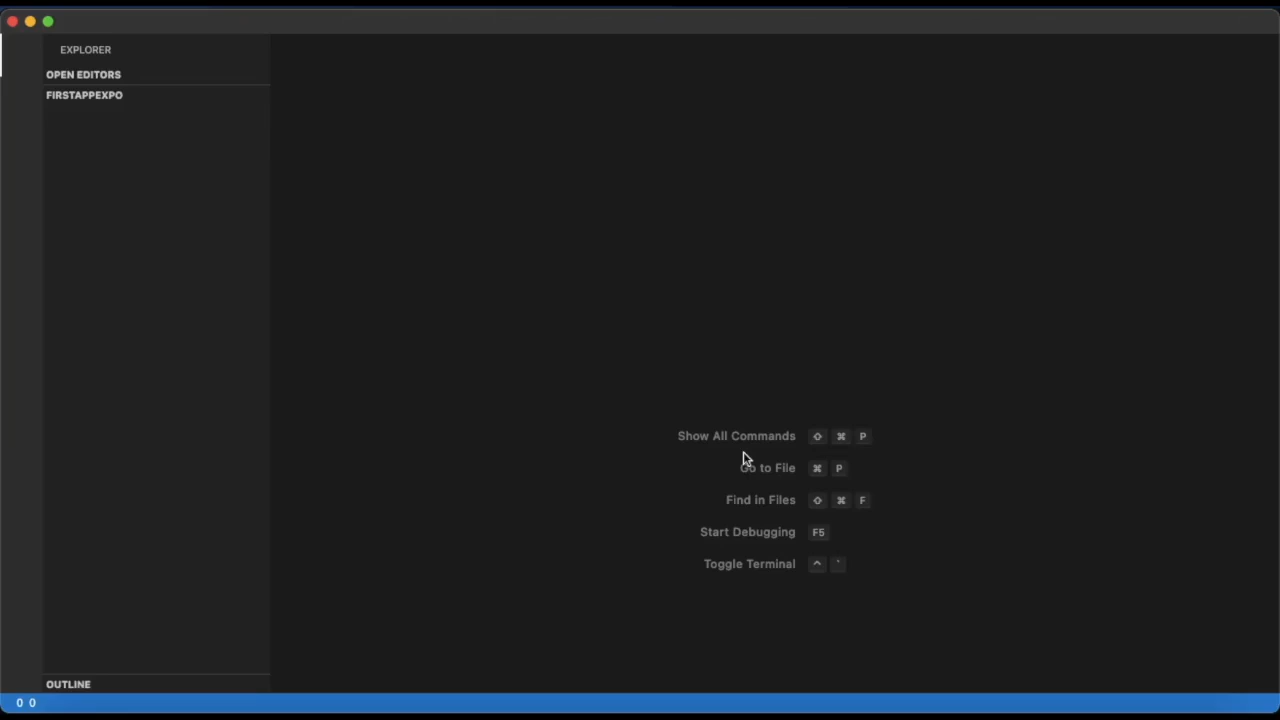 EXPLORER
OPEN EDITORS
FIRSTAPPEXPO
Show All Commands ⇧ ⌘ P
Go to File ⌘ P
Find in Files ⇧ ⌘ F
Start Debugging F5
Toggle Terminal ^ `
OUTLINE
0 0